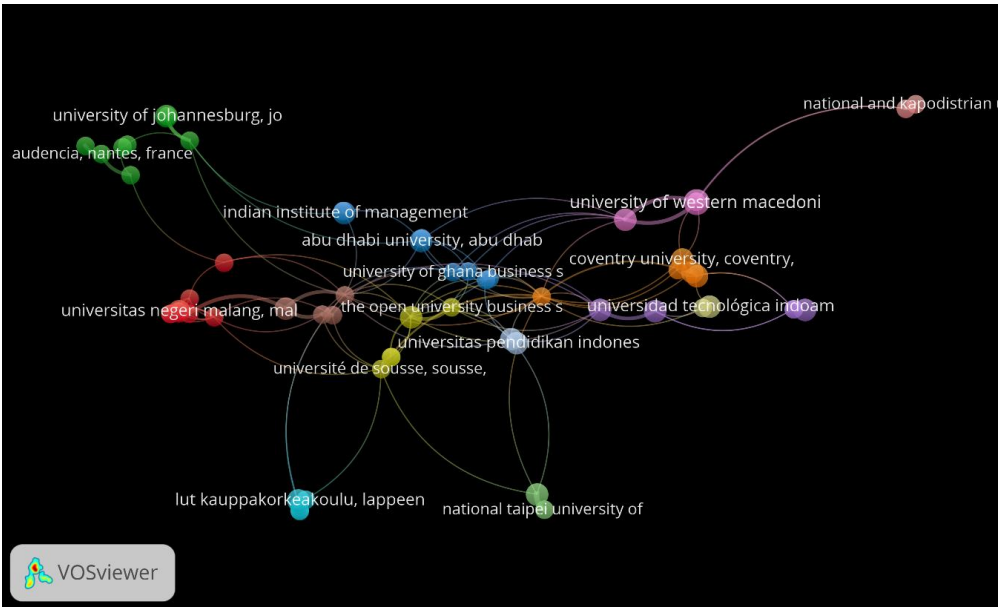 national and kapodistrian u
university of johannesburg, jo
audencia, nantes, france
university of western macedoni
indian institute of management
abu dhabi university, abu dhab
coventry university, coventry,
university of ghana business s
universitas negeri malang, mal
the open university business s
universidad tecnológica indoam
universitas pendidikan indones
université de sousse, sousse,
lut kauppakorkeakoulu, lappeen
national taipei university of
VOSviewer